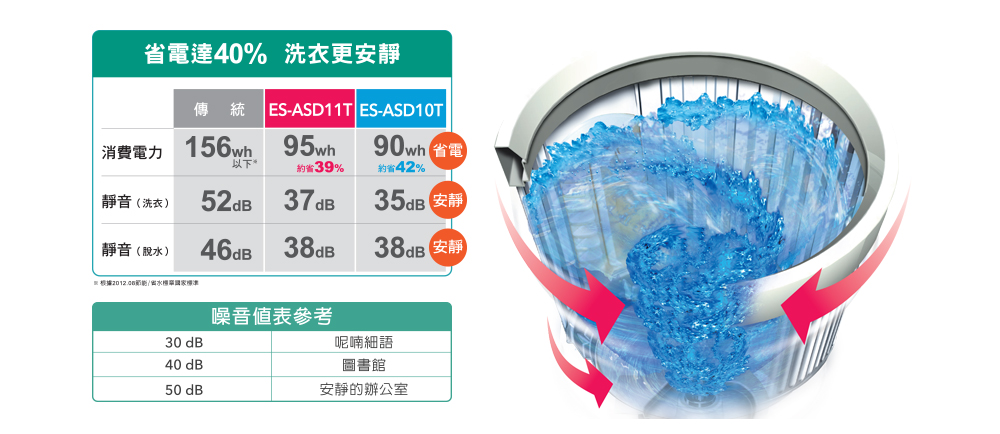 省電達40% 洗衣更安靜
傳 統 ES-ASD11T ES-ASD10T
消費電力 156wh以下* 95wh 約省39% 90wh 約省42% 省電
靜音（洗衣） 52dB 37dB 35dB 安靜
靜音（脫水） 46dB 38dB 38dB 安靜
※ 根據2012.08節能/省水標章國家標準
噪音值表參考
30 dB 呢喃細語
40 dB 圖書館
50 dB 安靜的辦公室